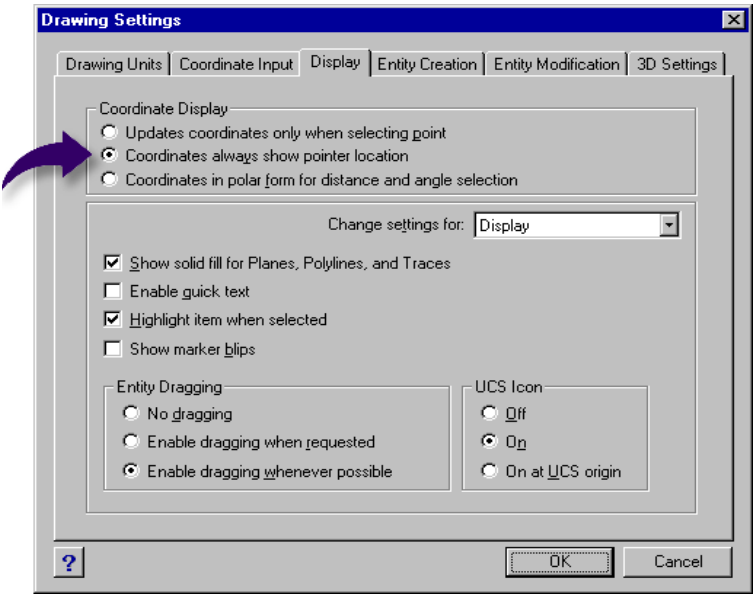 Drawing Settings
Drawing Units Coordinate Input Display Entity Creation Entity Modification 3D Settings
Coordinate Display
Updates coordinates only when selecting point
Coordinates always show pointer location
Coordinates in polar form for distance and angle selection
Change settings for: Display
Show solid fill for Planes, Polylines, and Traces
Enable quick text
Highlight item when selected
Show marker blips
Entity Dragging
No dragging
Enable dragging when requested
Enable dragging whenever possible
UCS Icon
Off
On
On at UCS origin
? OK Cancel